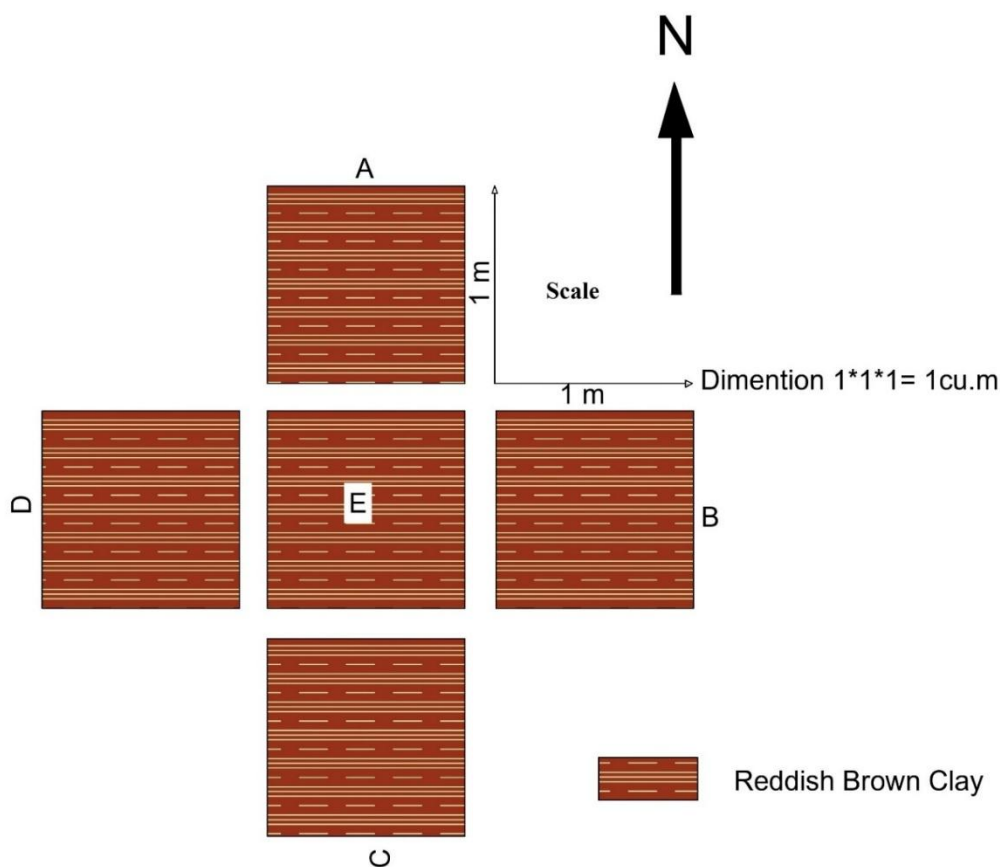 N
A
1 m
Scale
1 m
Dimention 1*1*1= 1cu.m
D
E
B
C
Reddish Brown Clay